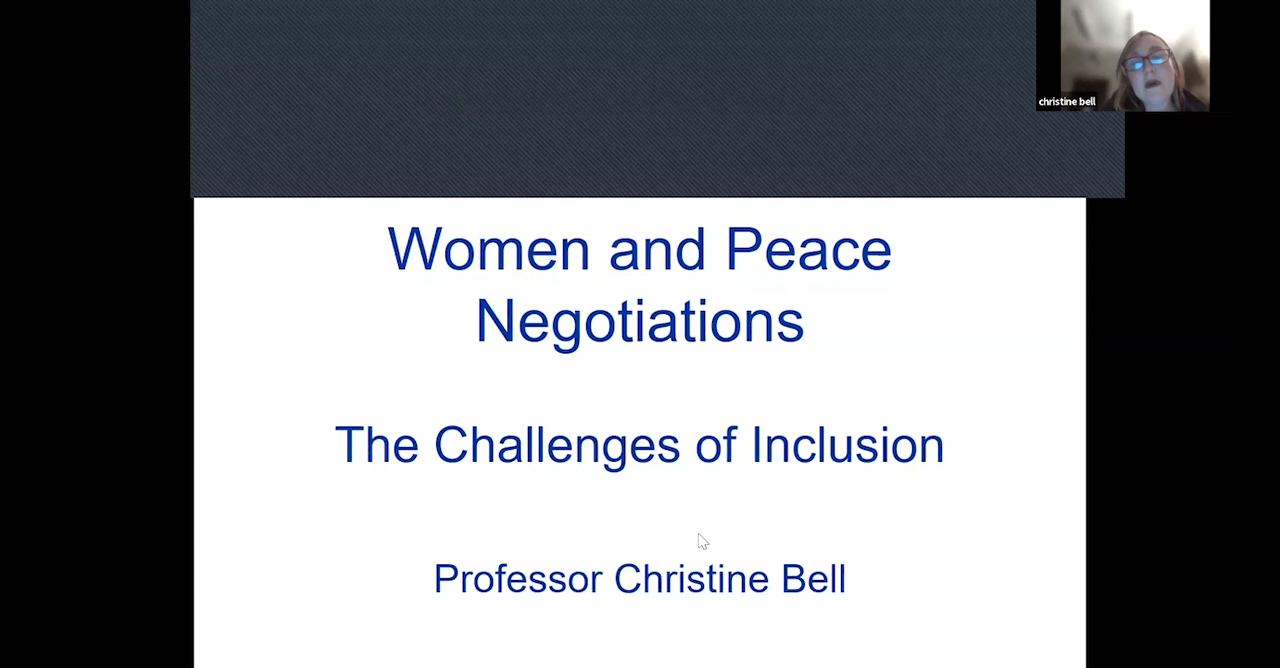 christine bell
Women and Peace
Negotiations
The Challenges of Inclusion
Professor Christine Bell